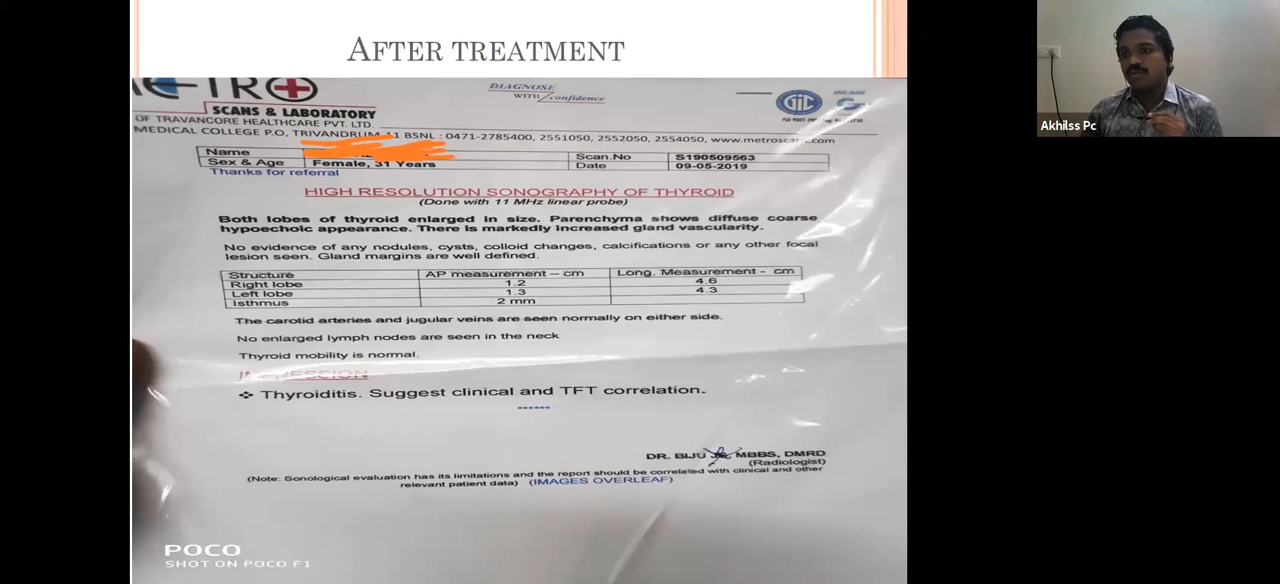 AFTER TREATMENT
METRO
SCANS & LABORATORY
OF TRAVANCORE HEALTHCARE PVT. LTD.
MEDICAL COLLEGE P.O, TRIVANDRUM 11 BSNL : 0471-2785400, 2551050, 2552050, 2554050, www.metroscans.com
DIAGNOSE
WITH confidence
GIC
Name
Scan.No S190509563
Sex & Age Female, 31 Years Date 09-05-2019
Thanks for referral
HIGH RESOLUTION SONOGRAPHY OF THYROID
(Done with 11 MHz linear probe)
Both lobes of thyroid enlarged in size. Parenchyma shows diffuse coarse
hypoechoic appearance. There is markedly increased gland vascularity.
No evidence of any nodules, cysts, colloid changes, calcifications or any other focal
lesion seen. Gland margins are well defined.
Structure AP measurement – cm Long. Measurement - cm
Right lobe 1.2 4.6
Left lobe 1.3 4.3
Isthmus 2 mm
The carotid arteries and jugular veins are seen normally on either side.
No enlarged lymph nodes are seen in the neck
Thyroid mobility is normal.
IMPRESSION
❖ Thyroiditis. Suggest clinical and TFT correlation.
DR. BIJU MBBS, DMRD
(Radiologist)
(Note: Sonological evaluation has its limitations and the report should be correlated with clinical and other
relevant patient data) (IMAGES OVERLEAF)
POCO
SHOT ON POCO F1
Akhilss Pc